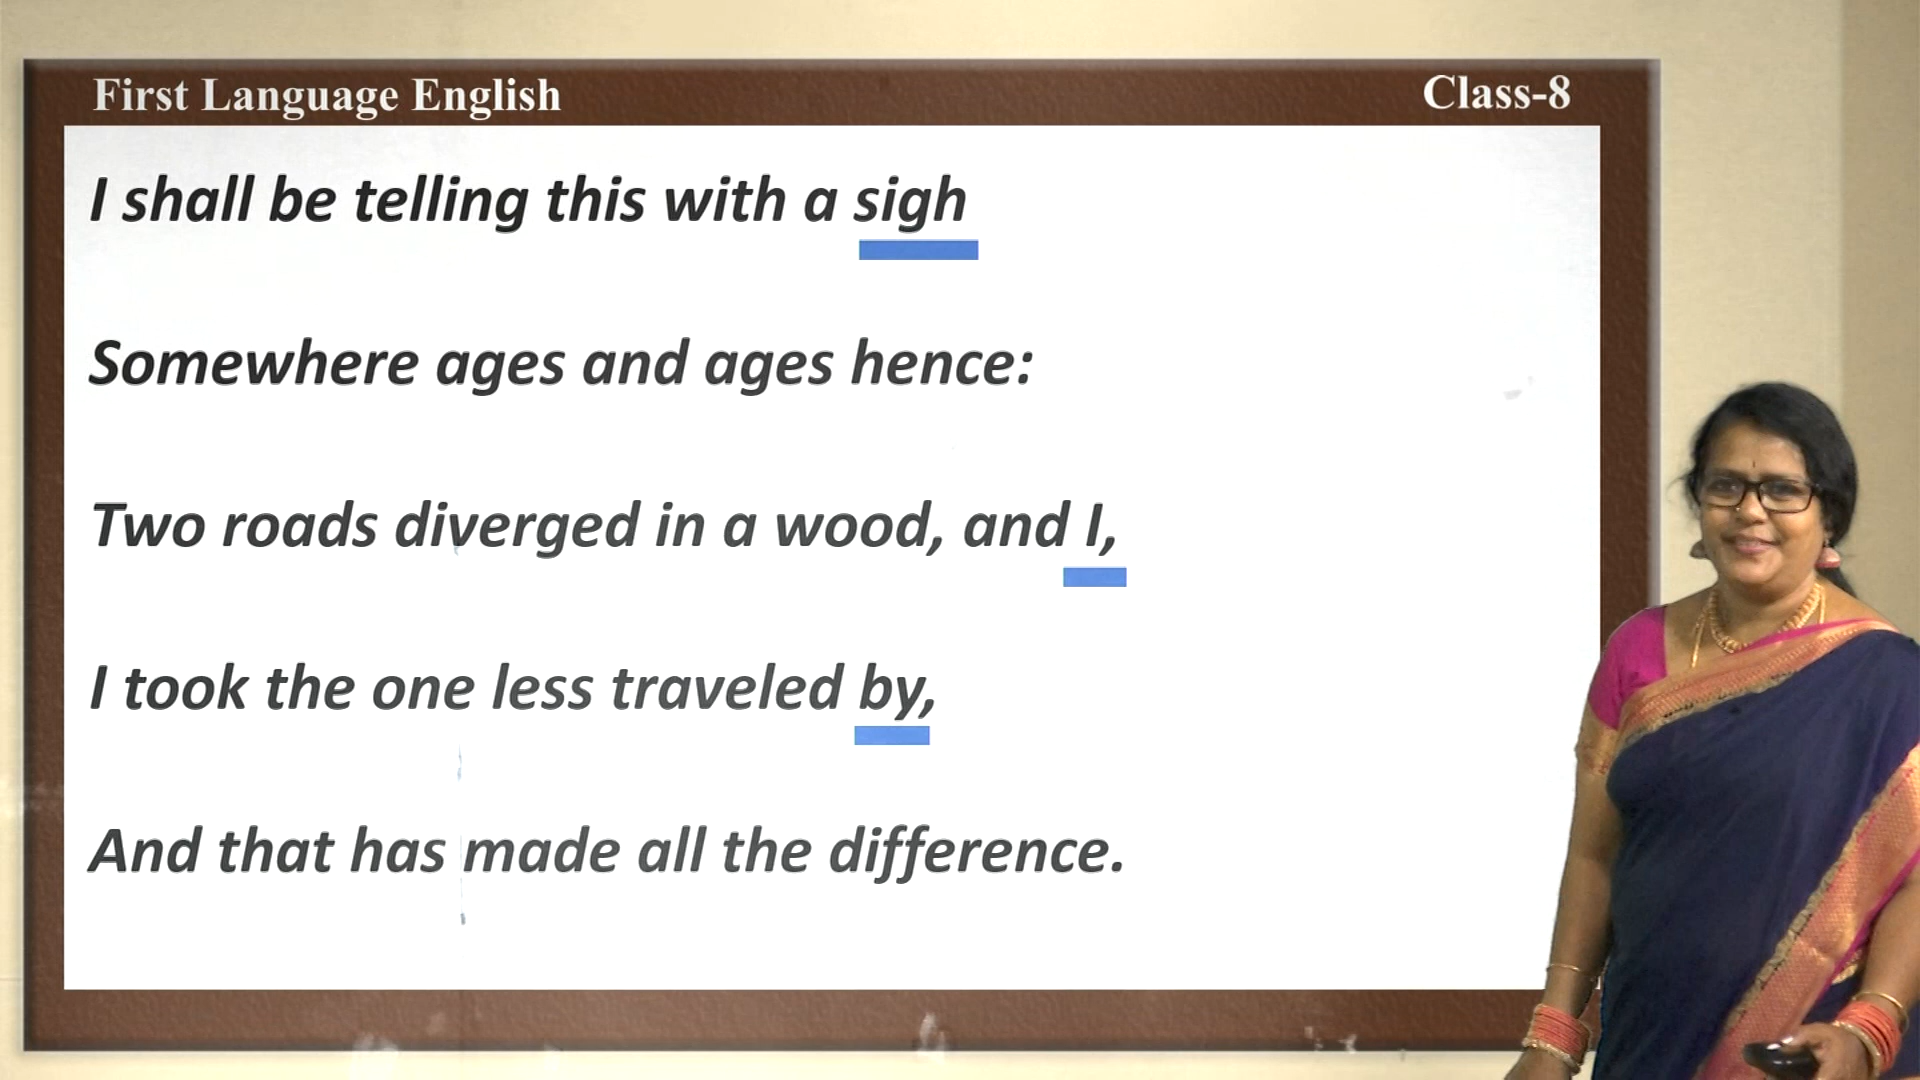 First Language English
Class-8
I shall be telling this with a sigh
Somewhere ages and ages hence:
Two roads diverged in a wood, and I,
I took the one less traveled by,
And that has made all the difference.